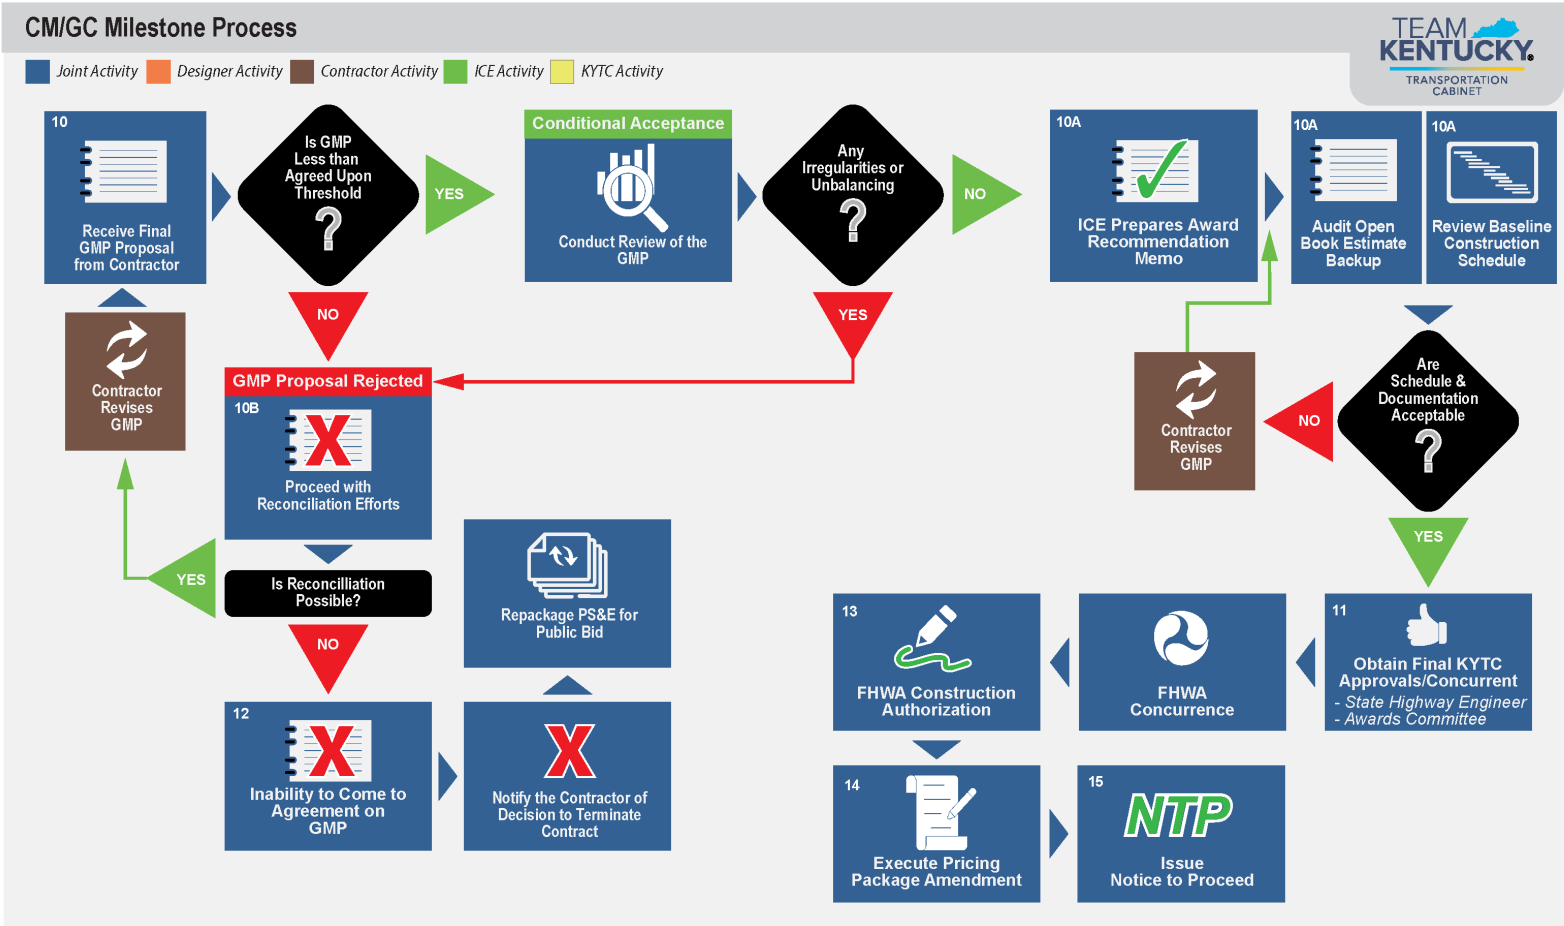 CM/GC Milestone Process
TEAM
KENTUCKY®
TRANSPORTATION
CABINET
Joint Activity
Designer Activity
Contractor Activity
ICE Activity
KYTC Activity
10
Receive Final
GMP Proposal
from Contractor
Is GMP
Less than
Agreed Upon
Threshold
?
YES
NO
Conditional Acceptance
Conduct Review of the
GMP
Any
Irregularities or
Unbalancing
?
NO
YES
10A
ICE Prepares Award
Recommendation
Memo
10A
Audit Open
Book Estimate
Backup
10A
Review Baseline
Construction
Schedule
Contractor
Revises
GMP
GMP Proposal Rejected
10B
X
Proceed with
Reconciliation Efforts
Are
Schedule &
Documentation
Acceptable
?
NO
YES
Contractor
Revises
GMP
Is Reconcilliation
Possible?
YES
NO
Repackage PS&E for
Public Bid
12
X
Inability to Come to
Agreement on
GMP
X
Notify the Contractor of
Decision to Terminate
Contract
11
Obtain Final KYTC
Approvals/Concurrent
- State Highway Engineer
- Awards Committee
FHWA
CONCURRENCE
13
FHWA Construction
Authorization
14
Execute Pricing
Package Amendment
15
NTP
Issue
Notice to Proceed